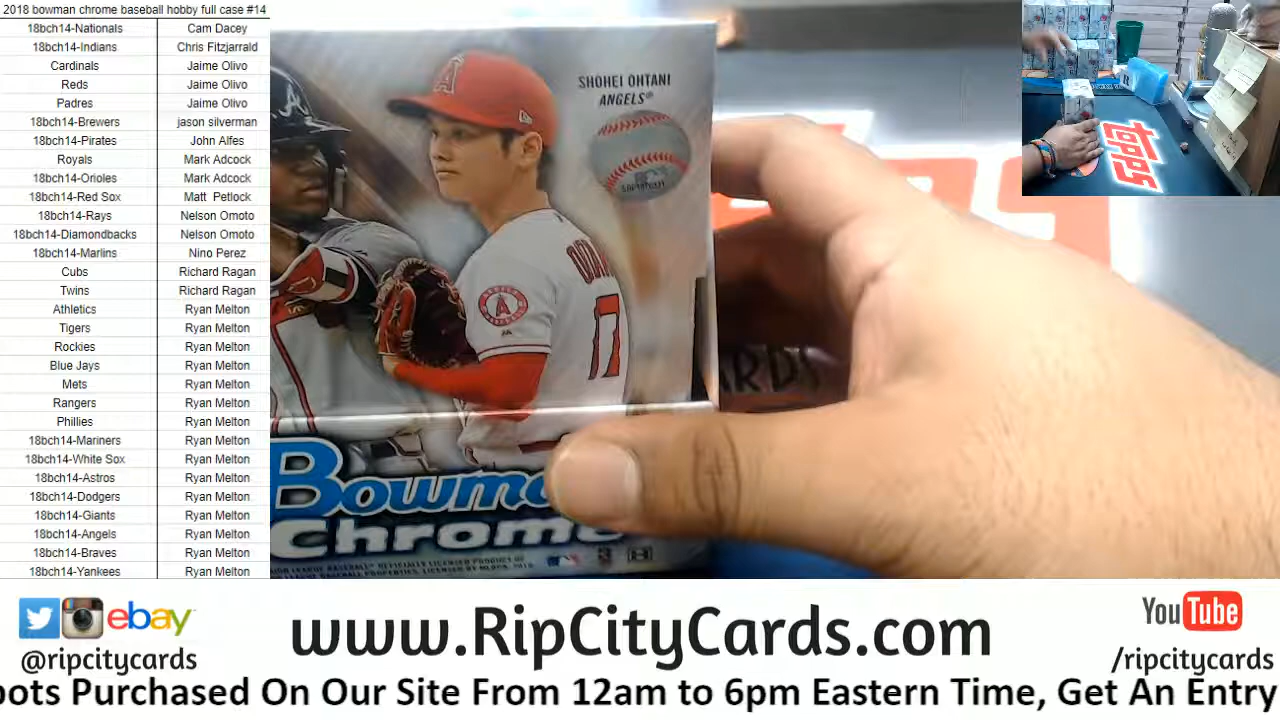 2018 bowman chrome baseball hobby full case #14
18bch14-Nationals Cam Dacey
18bch14-Indians Chris Fitzjarrald
Cardinals Jaime Olivo
Reds Jaime Olivo
Padres Jaime Olivo
18bch14-Brewers jason silverman
18bch14-Pirates John Alfes
Royals Mark Adcock
18bch14-Orioles Mark Adcock
18bch14-Red Sox Matt Petlock
18bch14-Rays Nelson Omoto
18bch14-Diamondbacks Nelson Omoto
18bch14-Marlins Nino Perez
Cubs Richard Ragan
Twins Richard Ragan
Athletics Ryan Melton
Tigers Ryan Melton
Rockies Ryan Melton
Blue Jays Ryan Melton
Mets Ryan Melton
Rangers Ryan Melton
Phillies Ryan Melton
18bch14-Mariners Ryan Melton
18bch14-White Sox Ryan Melton
18bch14-Astros Ryan Melton
18bch14-Dodgers Ryan Melton
18bch14-Giants Ryan Melton
18bch14-Angels Ryan Melton
18bch14-Braves Ryan Melton
18bch14-Yankees Ryan Melton
SHOHEI OHTANI
ANGELS®
17
Bowma
Chrome
topps
ebay
@ripcitycards
www.RipCityCards.com
YouTube
/ripcitycards
pots Purchased On Our Site From 12am to 6pm Eastern Time, Get An Entry